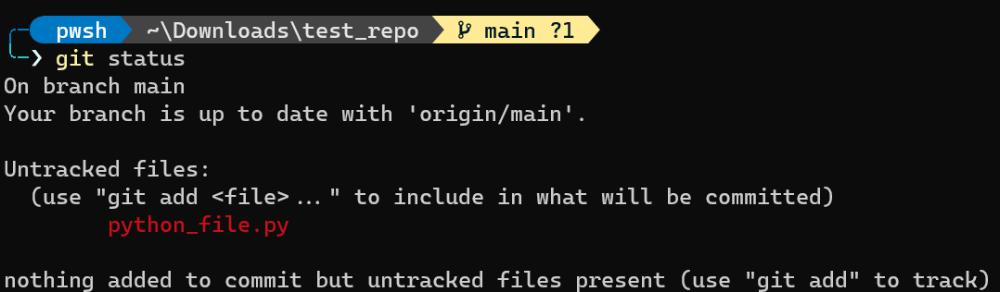 pwsh ~\Downloads\test_repo main ?1
❯ git status
On branch main
Your branch is up to date with 'origin/main'.
Untracked files:
(use "git add <file>..." to include in what will be committed)
python_file.py
nothing added to commit but untracked files present (use "git add" to track)